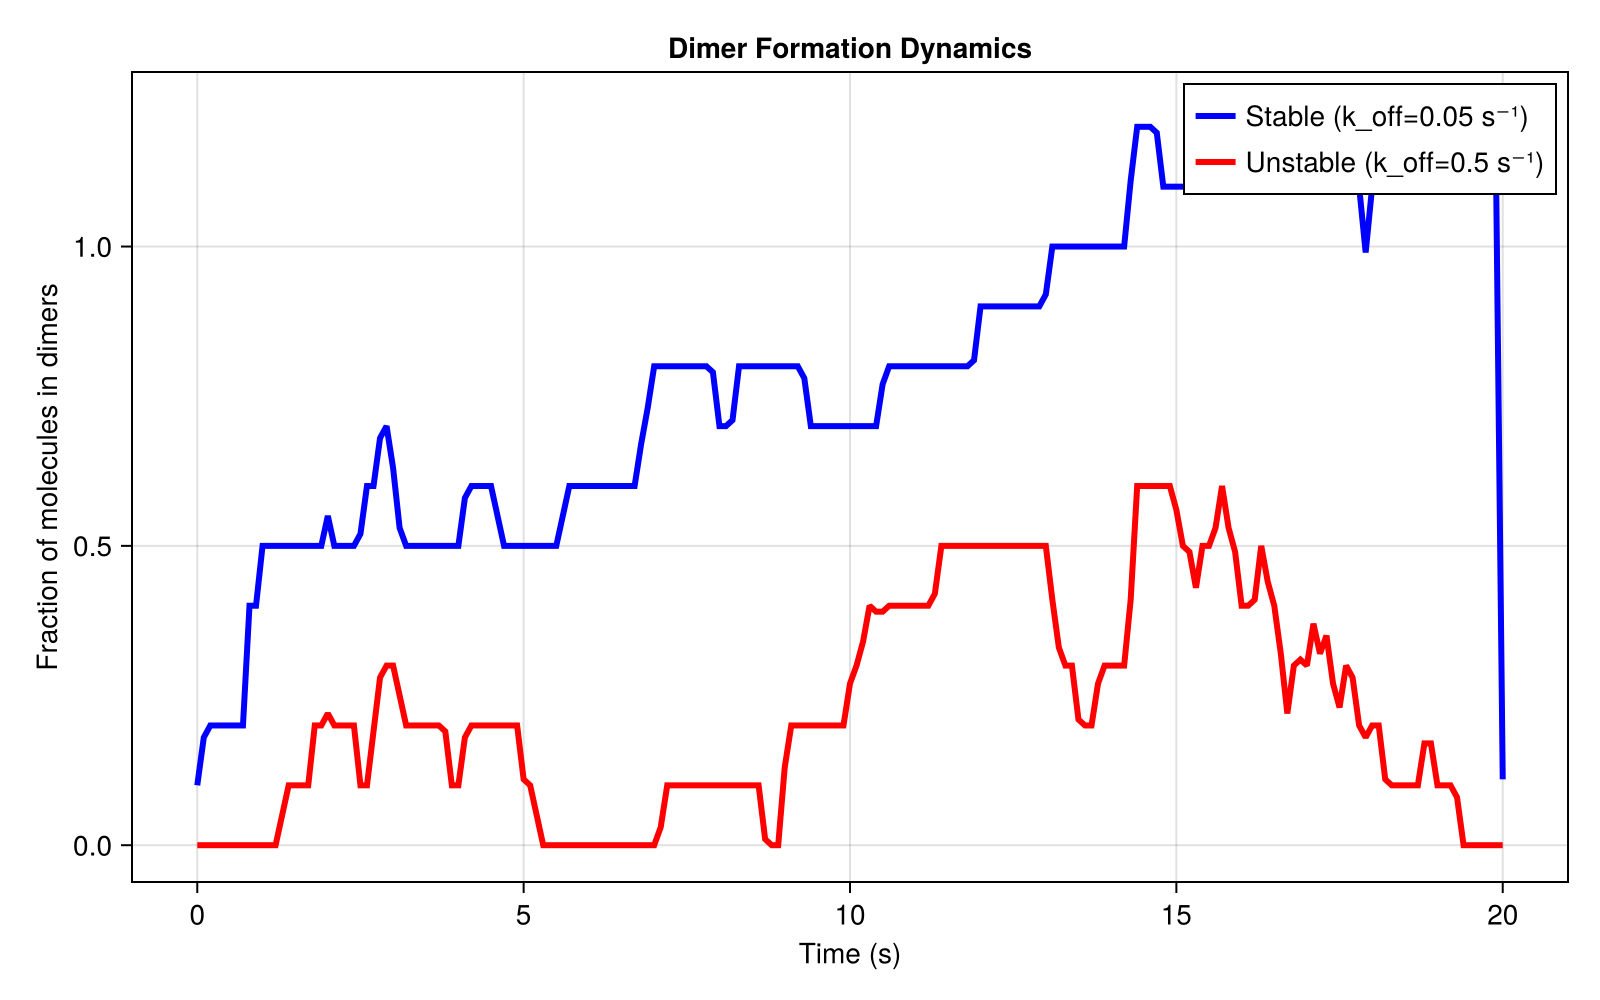 Dimer Formation Dynamics
Stable (k_off=0.05 s⁻¹)
Unstable (k_off=0.5 s⁻¹)
Fraction of molecules in dimers
1.0
0.5
0.0
0 5 10 15 20
Time (s)